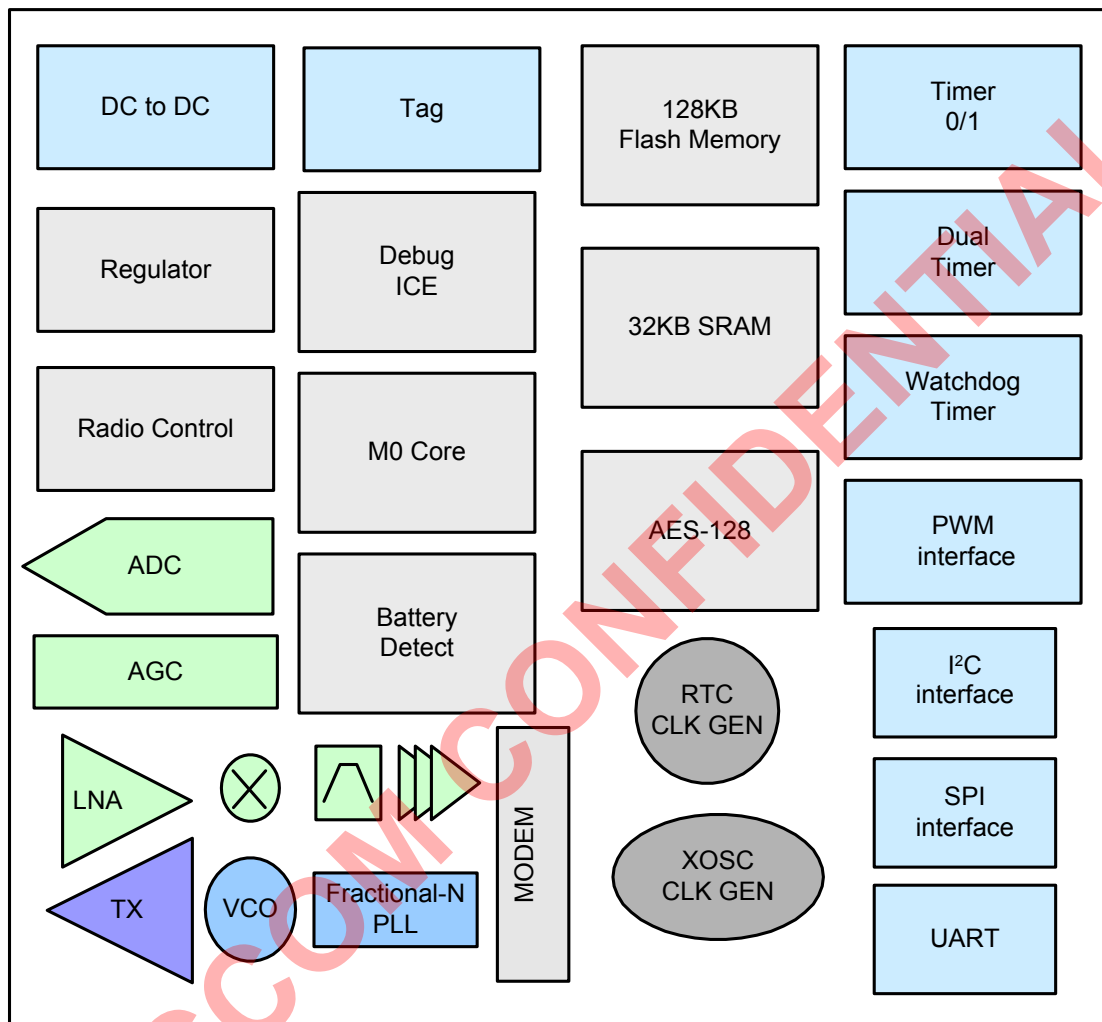 DC to DC
Tag
128KB
Flash Memory
Timer
0/1
Regulator
Debug
ICE
32KB SRAM
Dual
Timer
Radio Control
M0 Core
AES-128
Watchdog
Timer
ADC
Battery
Detect
PWM
interface
AGC
RTC
CLK GEN
I²C
interface
LNA
MODEM
SPI
interface
TX
VCO
Fractional-N
PLL
XOSC
CLK GEN
UART
CONFIDENTIAL